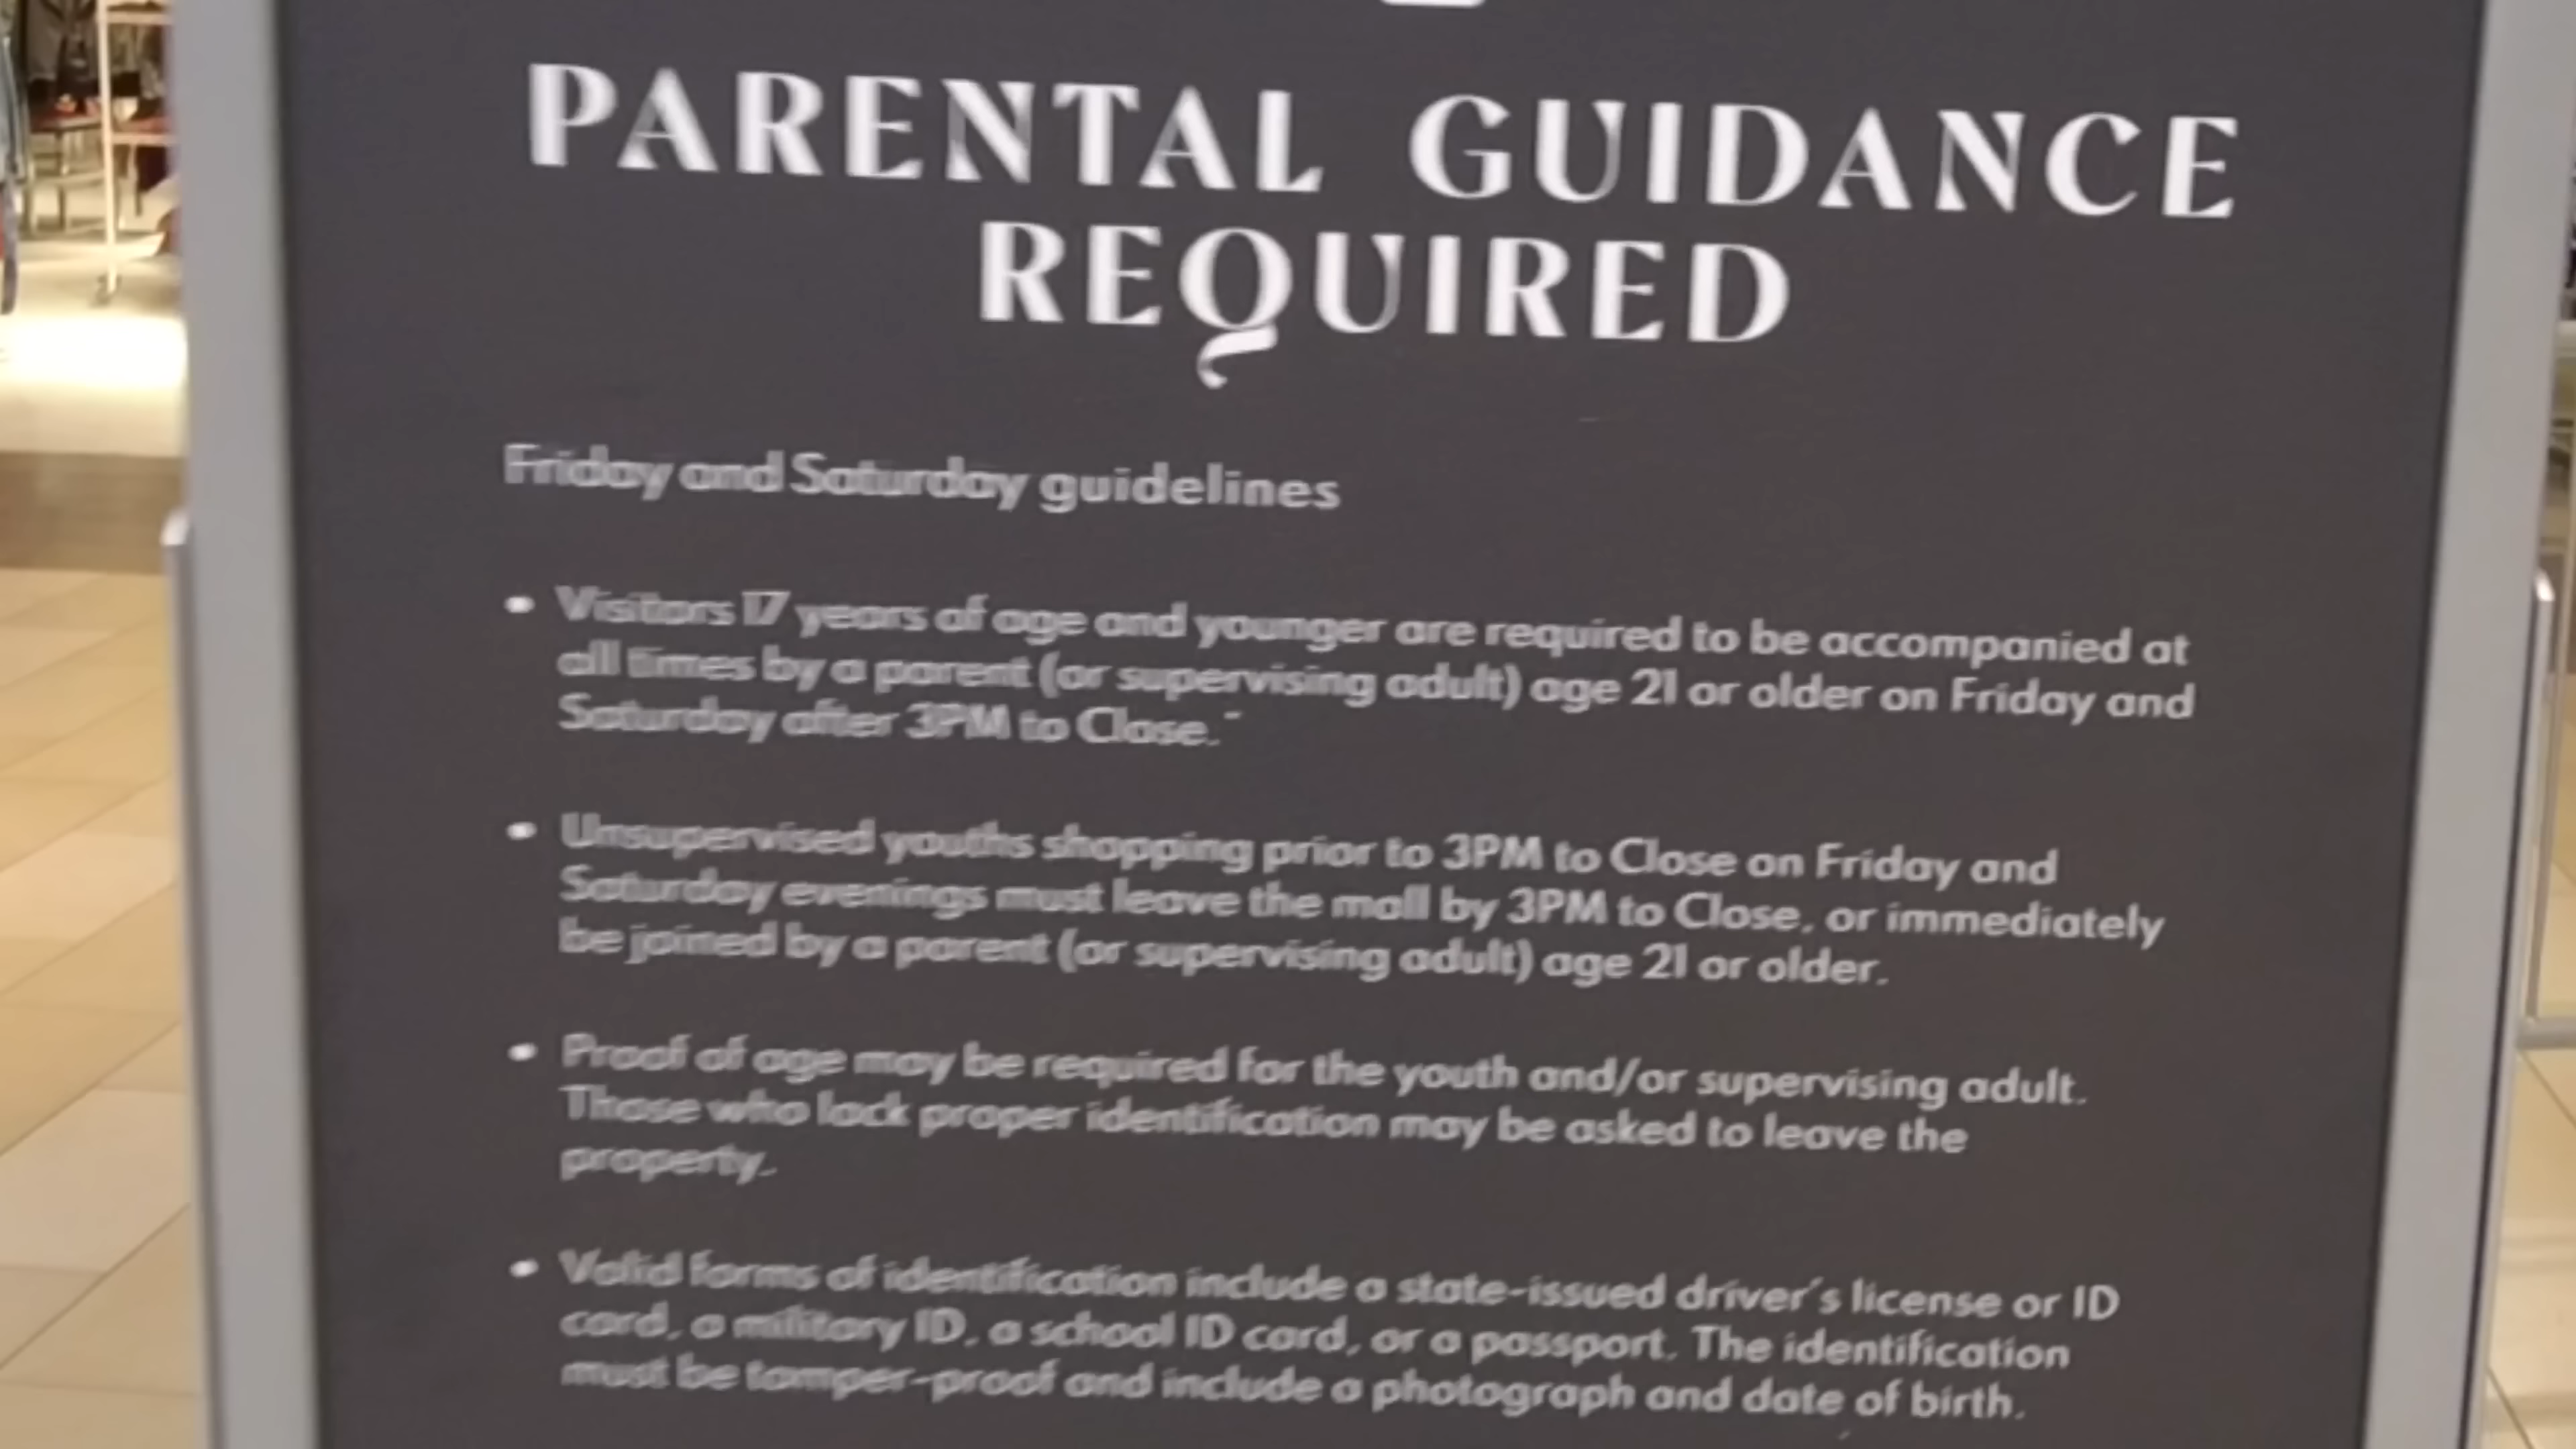 PARENTAL GUIDANCE
REQUIRED
Friday and Saturday guidelines
• Visitors 17 years of age and younger are required to be accompanied at
all times by a parent (or supervising adult) age 21 or older on Friday and
Saturday after 3PM to Close.*
• Unsupervised youths shopping prior to 3PM to Close on Friday and
Saturday evenings must leave the mall by 3PM to Close, or immediately
be joined by a parent (or supervising adult) age 21 or older.
• Proof of age may be required for the youth and/or supervising adult.
Those who lack proper identification may be asked to leave the
property.
• Valid forms of identification include a state-issued driver's license or ID
card, a military ID, a school ID card, or a passport. The identification
must be tamper-proof and include a photograph and date of birth.